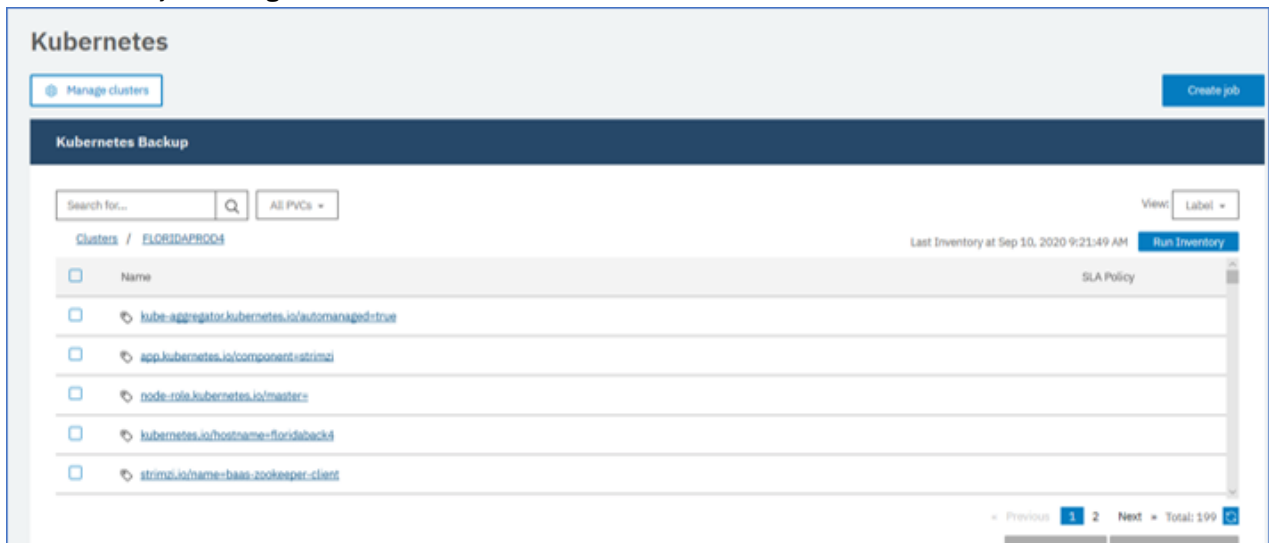 Kubernetes
Manage clusters
Create job
Kubernetes Backup
Search for...
All PVCs
View: Label
Clusters / FLORIDAPROD4
Last Inventory at Sep 10, 2020 9:21:49 AM Run Inventory
Name SLA Policy
kube-aggregator.kubernetes.io/automanaged=true
app.kubernetes.io/component=strimzi
node-role.kubernetes.io/master=
kubernetes.io/hostname=floridaback4
strimzi.io/name=baas-zookeeper-client
« Previous 1 2 Next » Total: 199